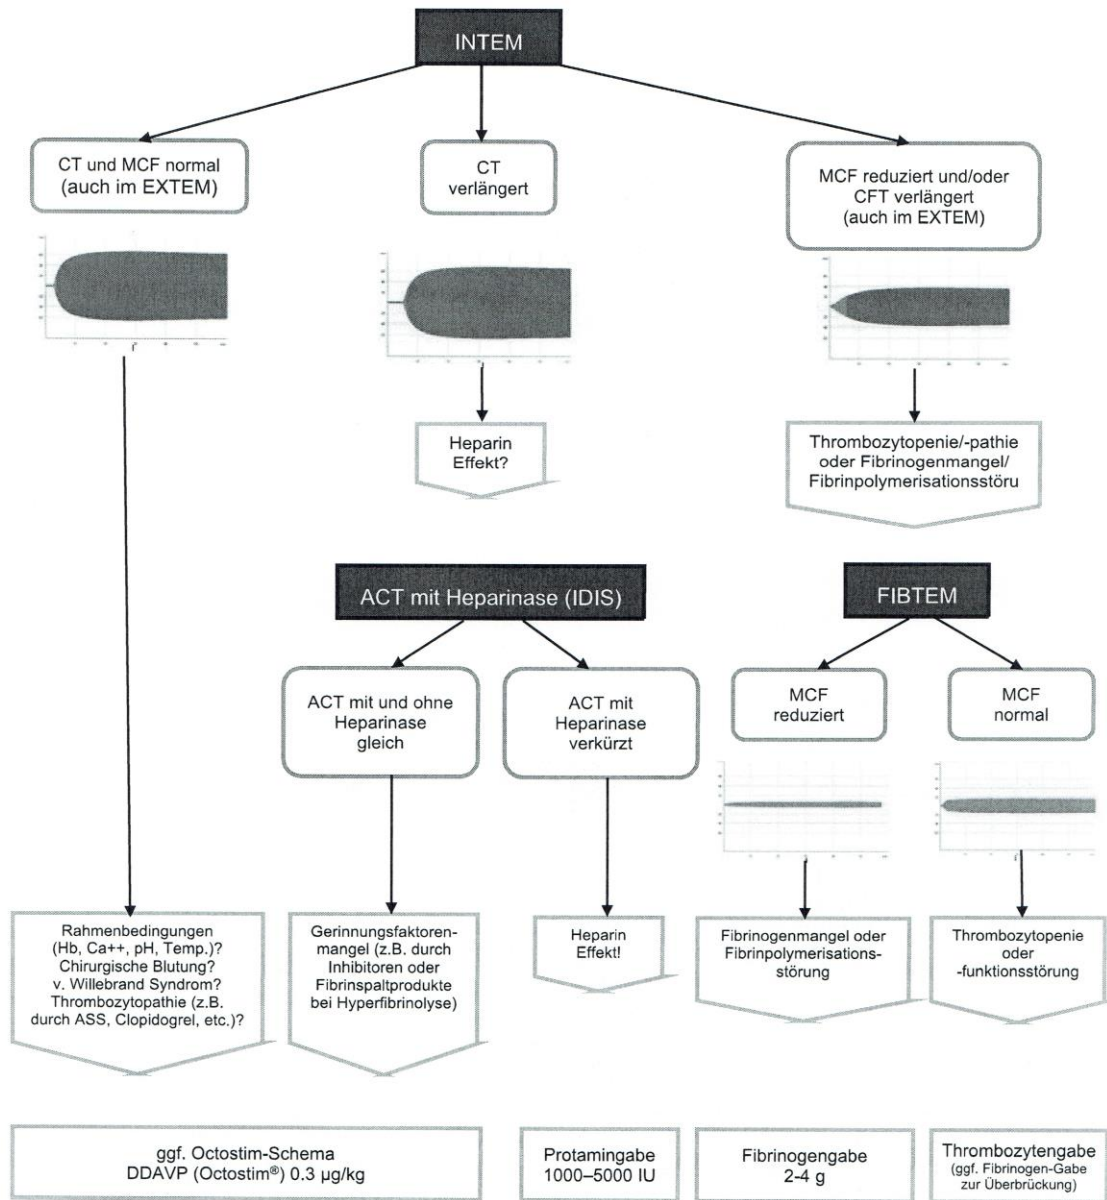 INTEM
CT und MCF normal
(auch im EXTEM)
CT
verlängert
MCF reduziert und/oder
CFT verlängert
(auch im EXTEM)
Heparin
Effekt?
Thrombozytopenie/-pathie
oder Fibrinogenmangel/
Fibrinpolymerisationsstöru
ACT mit Heparinase (IDIS)
FIBTEM
ACT mit und ohne
Heparinase
gleich
ACT mit
Heparinase
verkürzt
MCF
reduziert
MCF
normal
Rahmenbedingungen
(Hb, Ca++, pH, Temp.)?
Chirurgische Blutung?
v. Willebrand Syndrom?
Thrombozytopathie (z.B.
durch ASS, Clopidogrel, etc.)?
Gerinnungsfaktoren-
mangel (z.B. durch
Inhibitoren oder
Fibrinspaltprodukte
bei Hyperfibrinolyse)
Heparin
Effekt!
Fibrinogenmangel oder
Fibrinpolymerisations-
störung
Thrombozytopenie
oder
-funktionsstörung
ggf. Octostim-Schema
DDAVP (Octostim®) 0.3 µg/kg
Protamingabe
1000–5000 IU
Fibrinogengabe
2-4 g
Thrombozytengabe
(ggf. Fibrinogen-Gabe
zur Überbrückung)